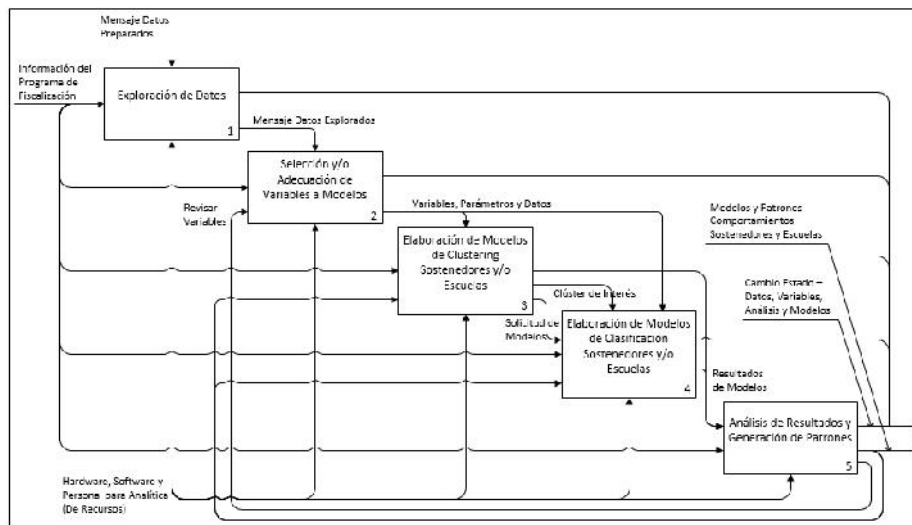 Mensaje Datos
Preparados
Información del
Programa de
Fiscalización
Exploración de Datos
1
Mensaje Datos Explorados
Selección y/o
Adecuación de
Variables a Modelos
2
Revisar
Variables
Variables, Parámetros y Datos
Modelos y Patrones
Comportamientos
Sostenedores y Escuelas
Elaboración de Modelos
de Clustering
Sostenedores y/o
Escuelas
3
Clúster de Interés
Cambio Estado –
Datos, Variables,
Análisis y Modelos
Solicitud de
Modelos
Elaboración de Modelos
de Clasificación
Sostenedores y/o
Escuelas
4
Resultados
de Modelo
Análisis de Resultados y
Generación de Patrones
5
Hardware, Software y
Personal para Analítica
(De Recursos)